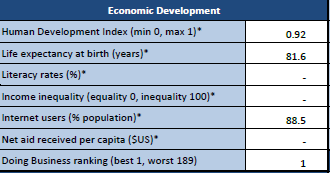 Economic Development
Human Development Index (min 0, max 1)* 0.92
Life expectancy at birth (years)* 81.6
Literacy rates (%)* -
Income inequality (equality 0, inequality 100)* -
Internet users (% population)* 88.5
Net aid received per capita ($US)* -
Doing Business ranking (best 1, worst 189) 1